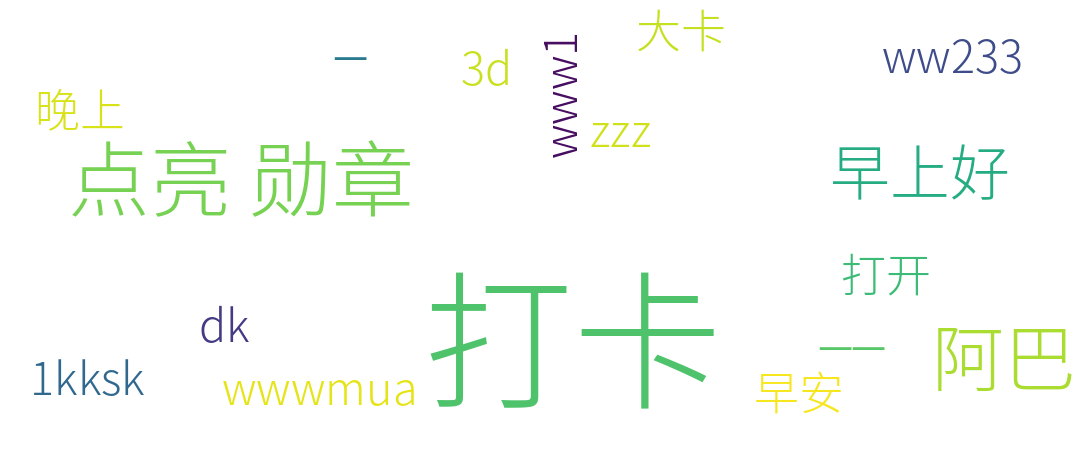 大卡
一
3d
www1
ww233
晚上
zzz
点亮 勋章
早上好
打开
打卡
dk
一一
阿巴
1kksk
wwwmua
早安